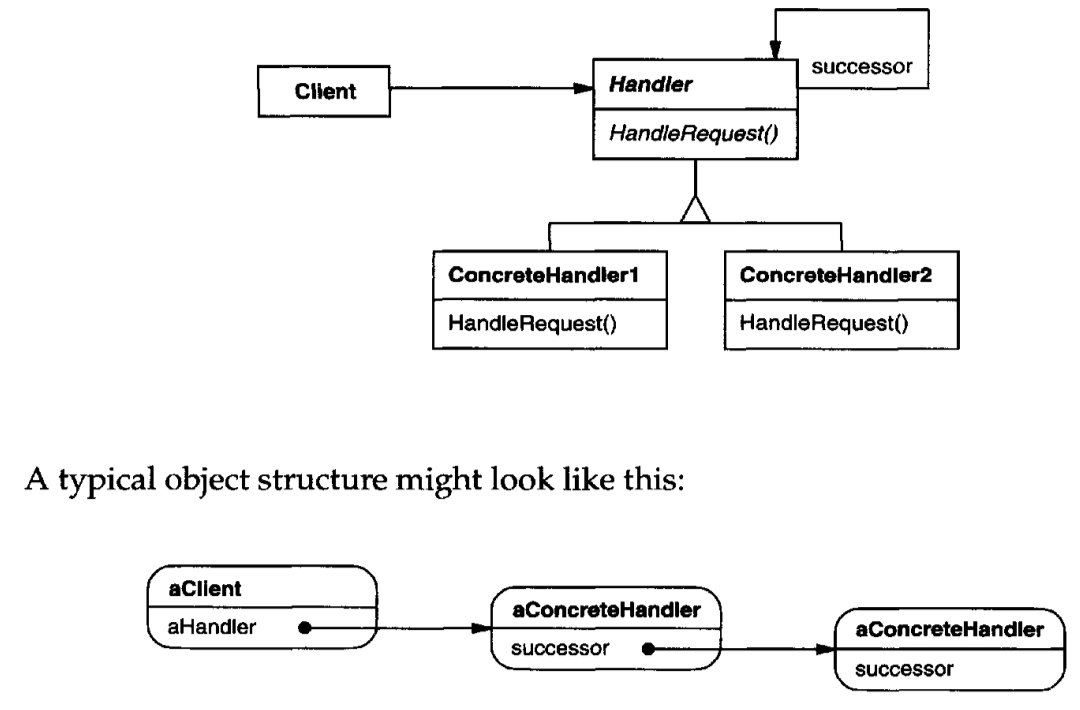 successor
Client
Handler
HandleRequest()
ConcreteHandler1
ConcreteHandler2
HandleRequest()
HandleRequest()
A typical object structure might look like this:
aClient
aHandler
aConcreteHandler
successor
aConcreteHandler
successor